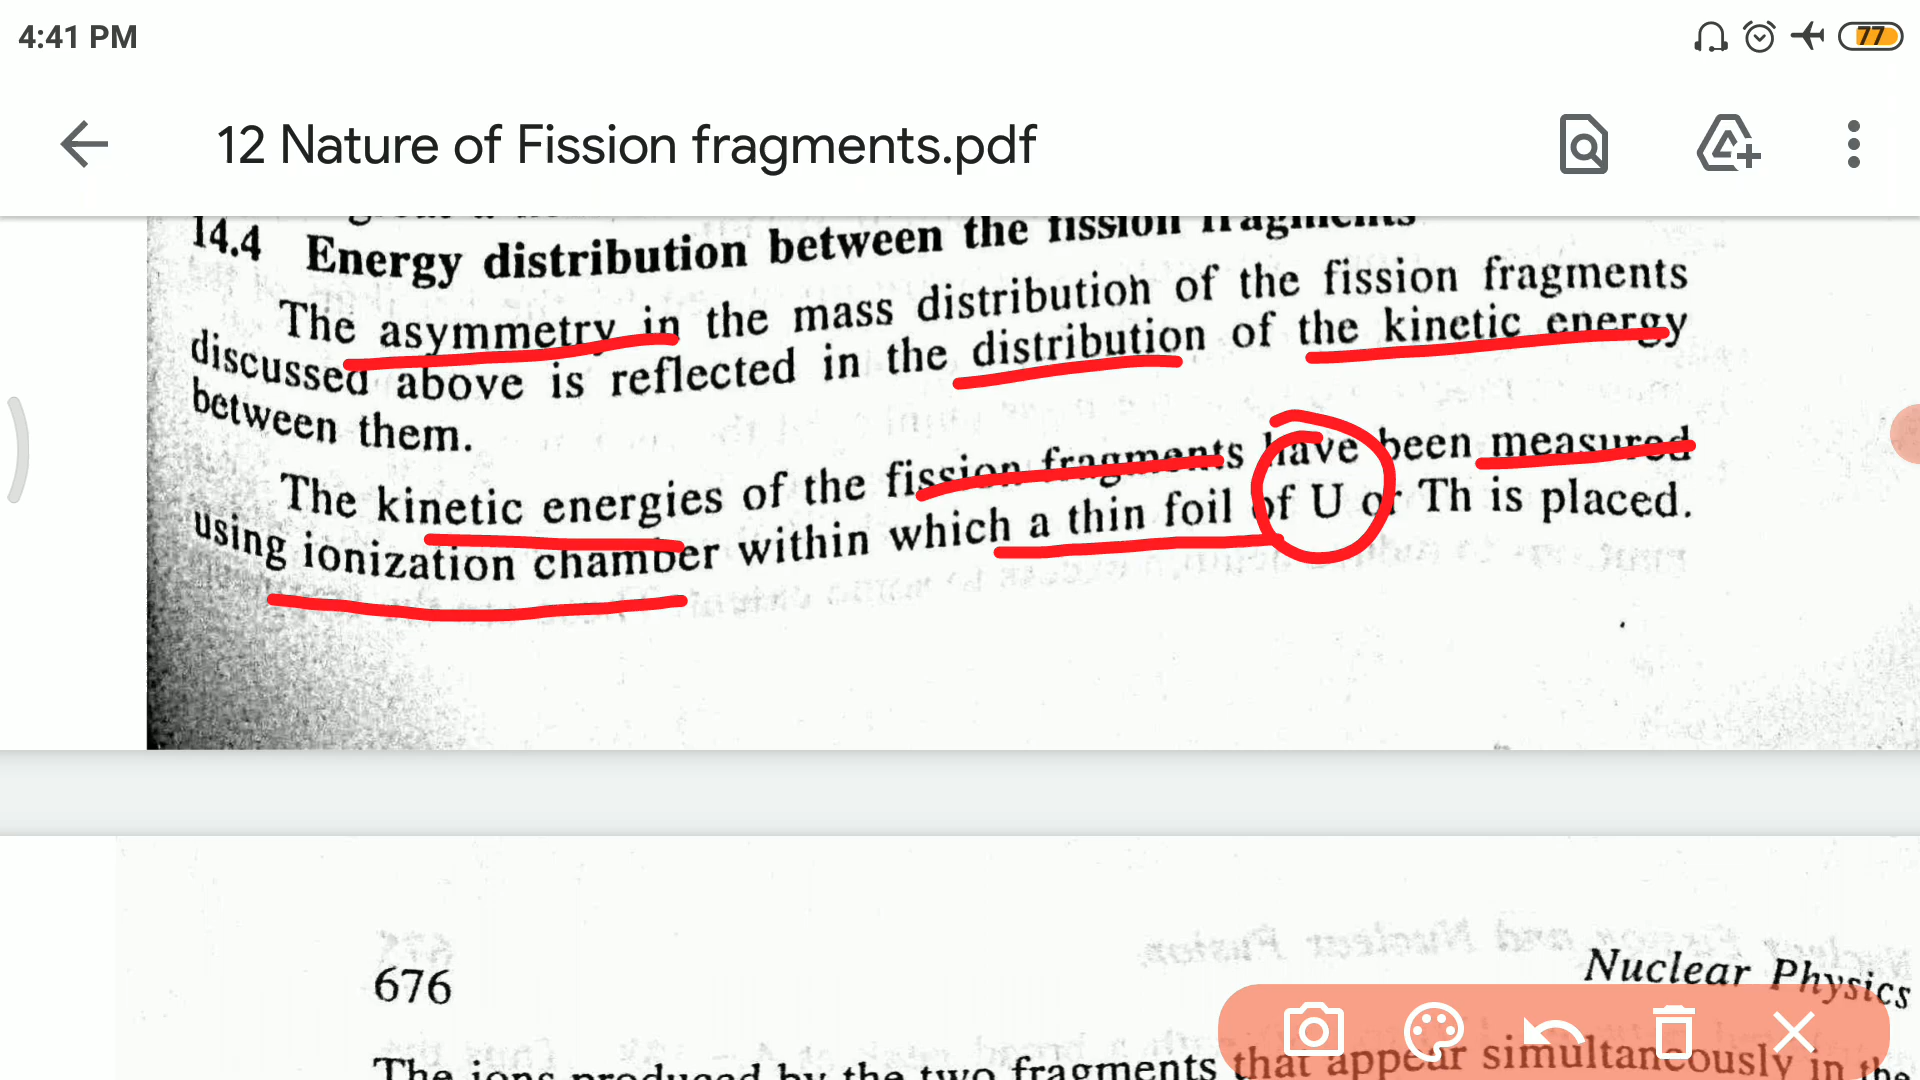 4:41 PM
77
12 Nature of Fission fragments.pdf
14.4 Energy distribution between the fission fragments
The asymmetry in the mass distribution of the fission fragments
discussed above is reflected in the distribution of the kinetic energy
between them.
The kinetic energies of the fission fragments have been measured
using ionization chamber within which a thin foil of U or Th is placed.
676
Nuclear Physics
The ions produced by the two fragments that appear simultaneously in the